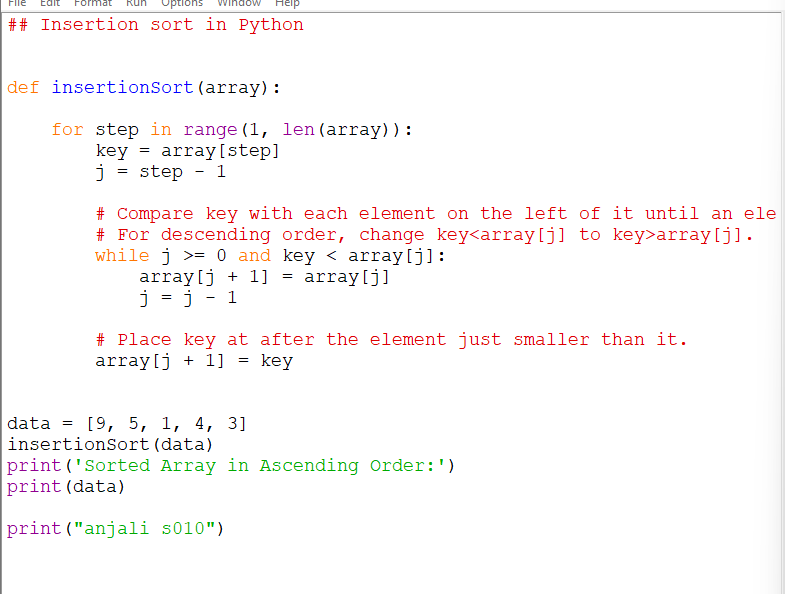 File Edit Format Run Options Window Help
## Insertion sort in Python
def insertionSort(array):
    for step in range(1, len(array)):
        key = array[step]
        j = step - 1
        # Compare key with each element on the left of it until an ele
        # For descending order, change key<array[j] to key>array[j].
        while j >= 0 and key < array[j]:
            array[j + 1] = array[j]
            j = j - 1
        # Place key at after the element just smaller than it.
        array[j + 1] = key
data = [9, 5, 1, 4, 3]
insertionSort(data)
print('Sorted Array in Ascending Order:')
print(data)
print("anjali s010")